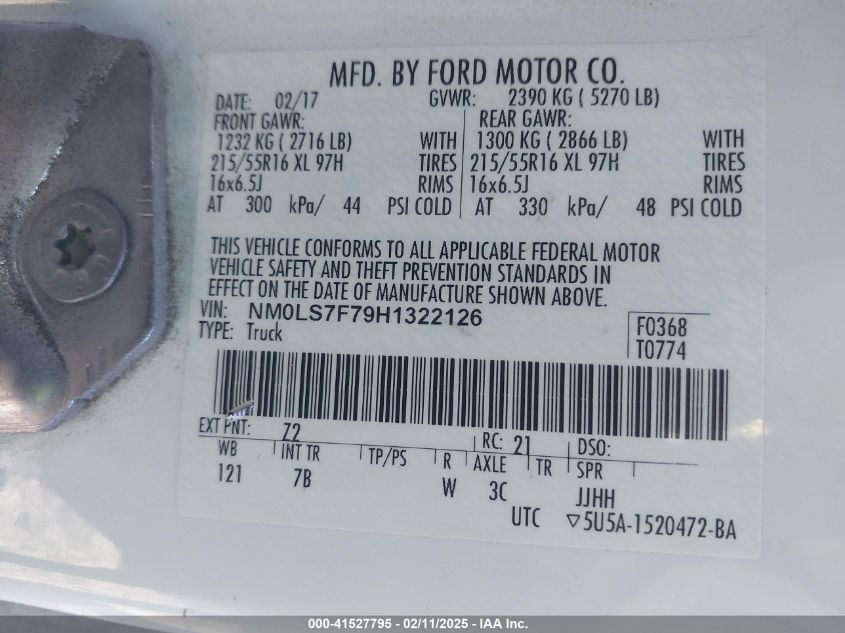 MFD. BY FORD MOTOR CO.
DATE: 02/17 GVWR: 2390 KG ( 5270 LB)
FRONT GAWR: REAR GAWR:
1232 KG ( 2716 LB) WITH 1300 KG ( 2866 LB) WITH
215/55R16 XL 97H TIRES 215/55R16 XL 97H TIRES
16x6.5J RIMS 16x6.5J RIMS
AT 300 kPa/ 44 PSI COLD AT 330 kPa/ 48 PSI COLD
THIS VEHICLE CONFORMS TO ALL APPLICABLE FEDERAL MOTOR
VEHICLE SAFETY AND THEFT PREVENTION STANDARDS IN
EFFECT ON THE DATE OF MANUFACTURE SHOWN ABOVE.
VIN: NM0LS7F79H1322126
TYPE: Truck
F0368
T0774
EXT PNT: Z2 RC: 21 DSO:
WB INT TR TP/PS R AXLE TR SPR
121 7B W 3C JJHH
UTC ▽5U5A-1520472-BA
000-41527795 - 02/11/2025 - IAA Inc.